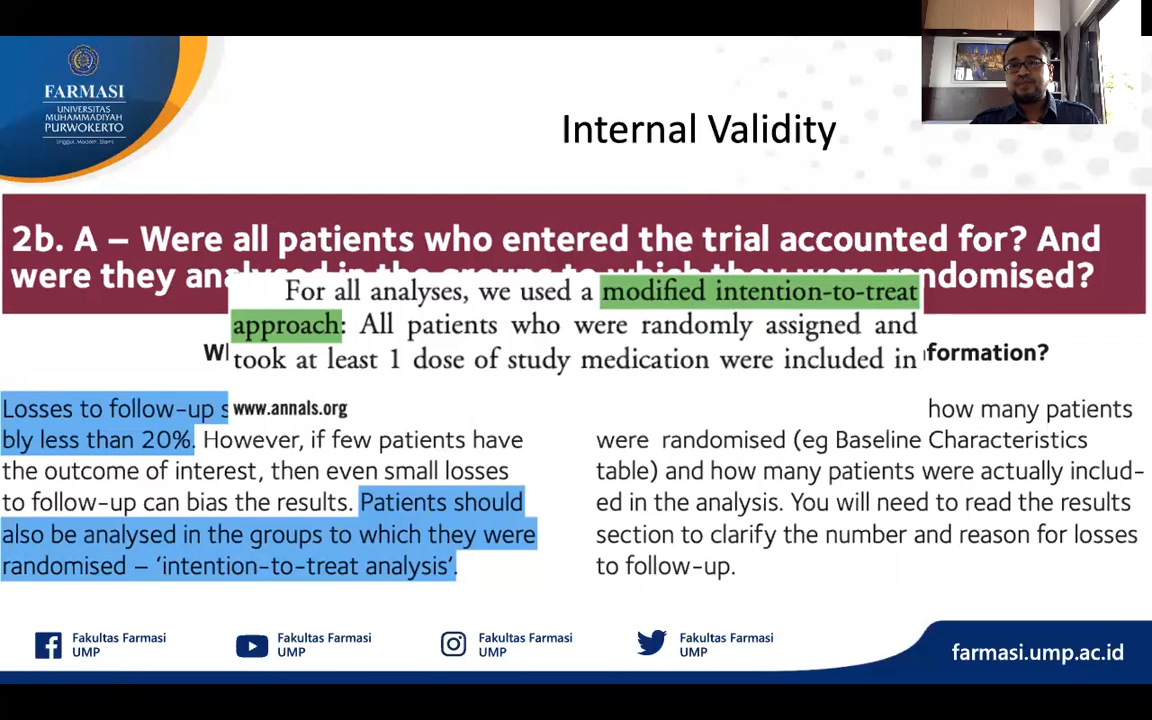 FARMASI
UNIVERSITAS
MUHAMMADIYAH
PURWOKERTO
Unggul, Modern, Islami
Internal Validity
2b. A – Were all patients who entered the trial accounted for? And
were they analysed in the groups to which they were randomised?
For all analyses, we used a modified intention-to-treat
approach: All patients who were randomly assigned and
took at least 1 dose of study medication were included in
www.annals.org
Losses to follow-up
bly less than 20%. However, if few patients have
the outcome of interest, then even small losses
to follow-up can bias the results. Patients should
also be analysed in the groups to which they were
randomised – ‘intention-to-treat analysis’.
how many patients
were randomised (eg Baseline Characteristics
table) and how many patients were actually includ-
ed in the analysis. You will need to read the results
section to clarify the number and reason for losses
to follow-up.
Fakultas Farmasi
UMP
Fakultas Farmasi
UMP
Fakultas Farmasi
UMP
Fakultas Farmasi
UMP
farmasi.ump.ac.id